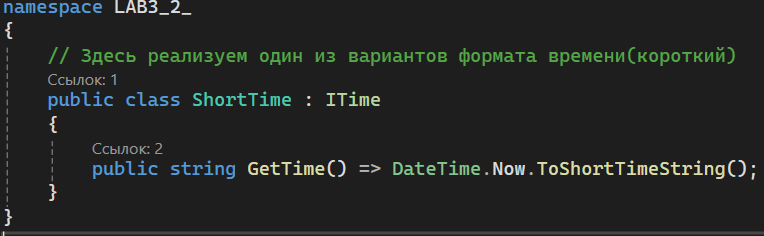 namespace LAB3_2_
{
// Здесь реализуем один из вариантов формата времени(короткий)
Ссылок: 1
public class ShortTime : ITime
{
Ссылок: 2
public string GetTime() => DateTime.Now.ToShortTimeString();
}
}